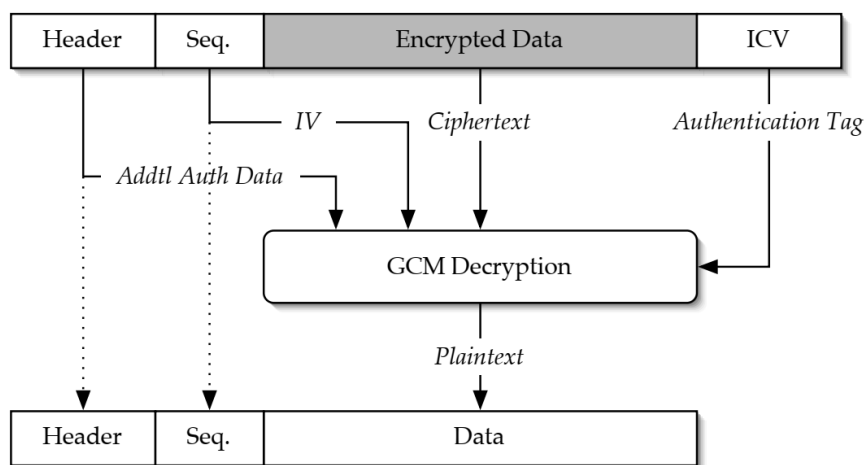 Header Seq. Encrypted Data ICV
IV Ciphertext Authentication Tag
Addtl Auth Data
GCM Decryption
Plaintext
Header Seq. Data